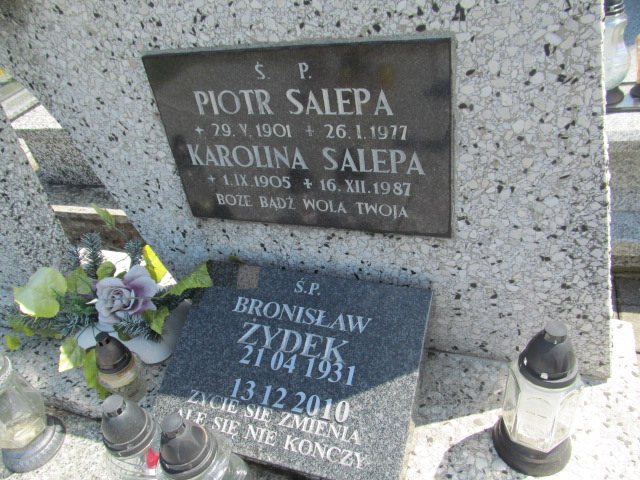 Ś. P.
PIOTR SALEPA
+ 29.V.1901 + 26.I.1977
KAROLINA SALEPA
+ 1.IX.1905 + 16.XII.1987
BOŻE BĄDŹ WOLA TWOJA
Ś.P.
BRONISŁAW
ZYDEK
21 04 1931
13 12 2010
ŻYCIE SIĘ ZMIENIA
ALE SIĘ NIE KOŃCZY